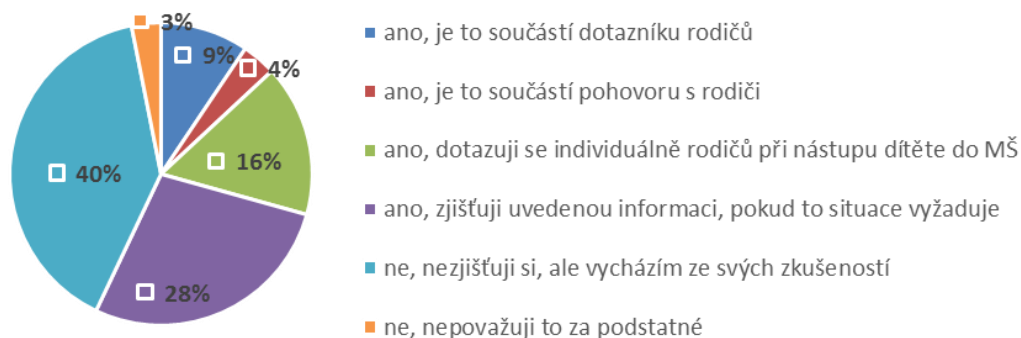 3%
9%
4%
16%
40%
28%
ano, je to součástí dotazníku rodičů
ano, je to součástí pohovoru s rodiči
ano, dotazuji se individuálně rodičů při nástupu dítěte do MŠ
ano, zjišťuji uvedenou informaci, pokud to situace vyžaduje
ne, nezjišťuji si, ale vycházím ze svých zkušeností
ne, nepovažuji to za podstatné